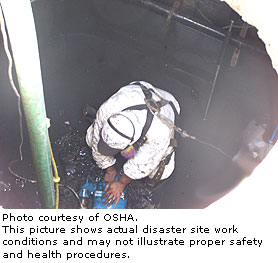 Photo courtesy of OSHA.
This picture shows actual disaster site work
conditions and may not illustrate proper safety
and health procedures.